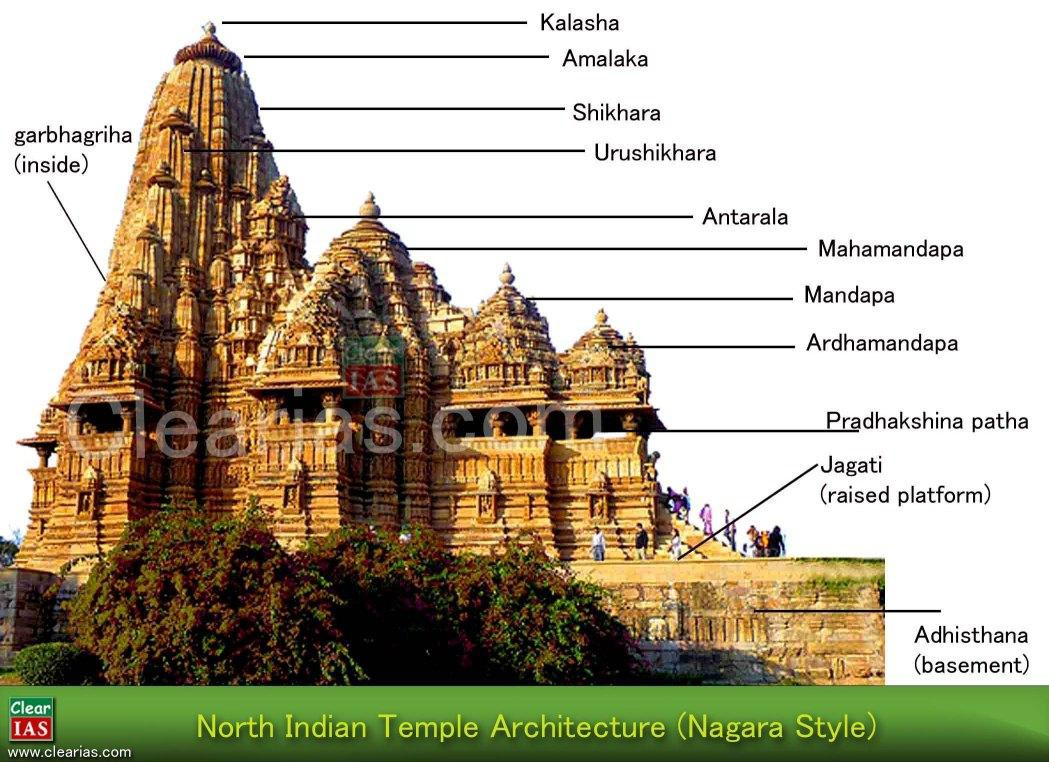 Kalasha
Amalaka
Shikhara
garbhagriha
(inside)
Urushikhara
Antarala
Mahamandapa
Mandapa
Ardhamandapa
Clear
IAS
Clearias.com
Pradhakshina patha
Jagati
(raised platform)
Adhisthana
(basement)
Clear
IAS
North Indian Temple Architecture (Nagara Style)
www.clearias.com